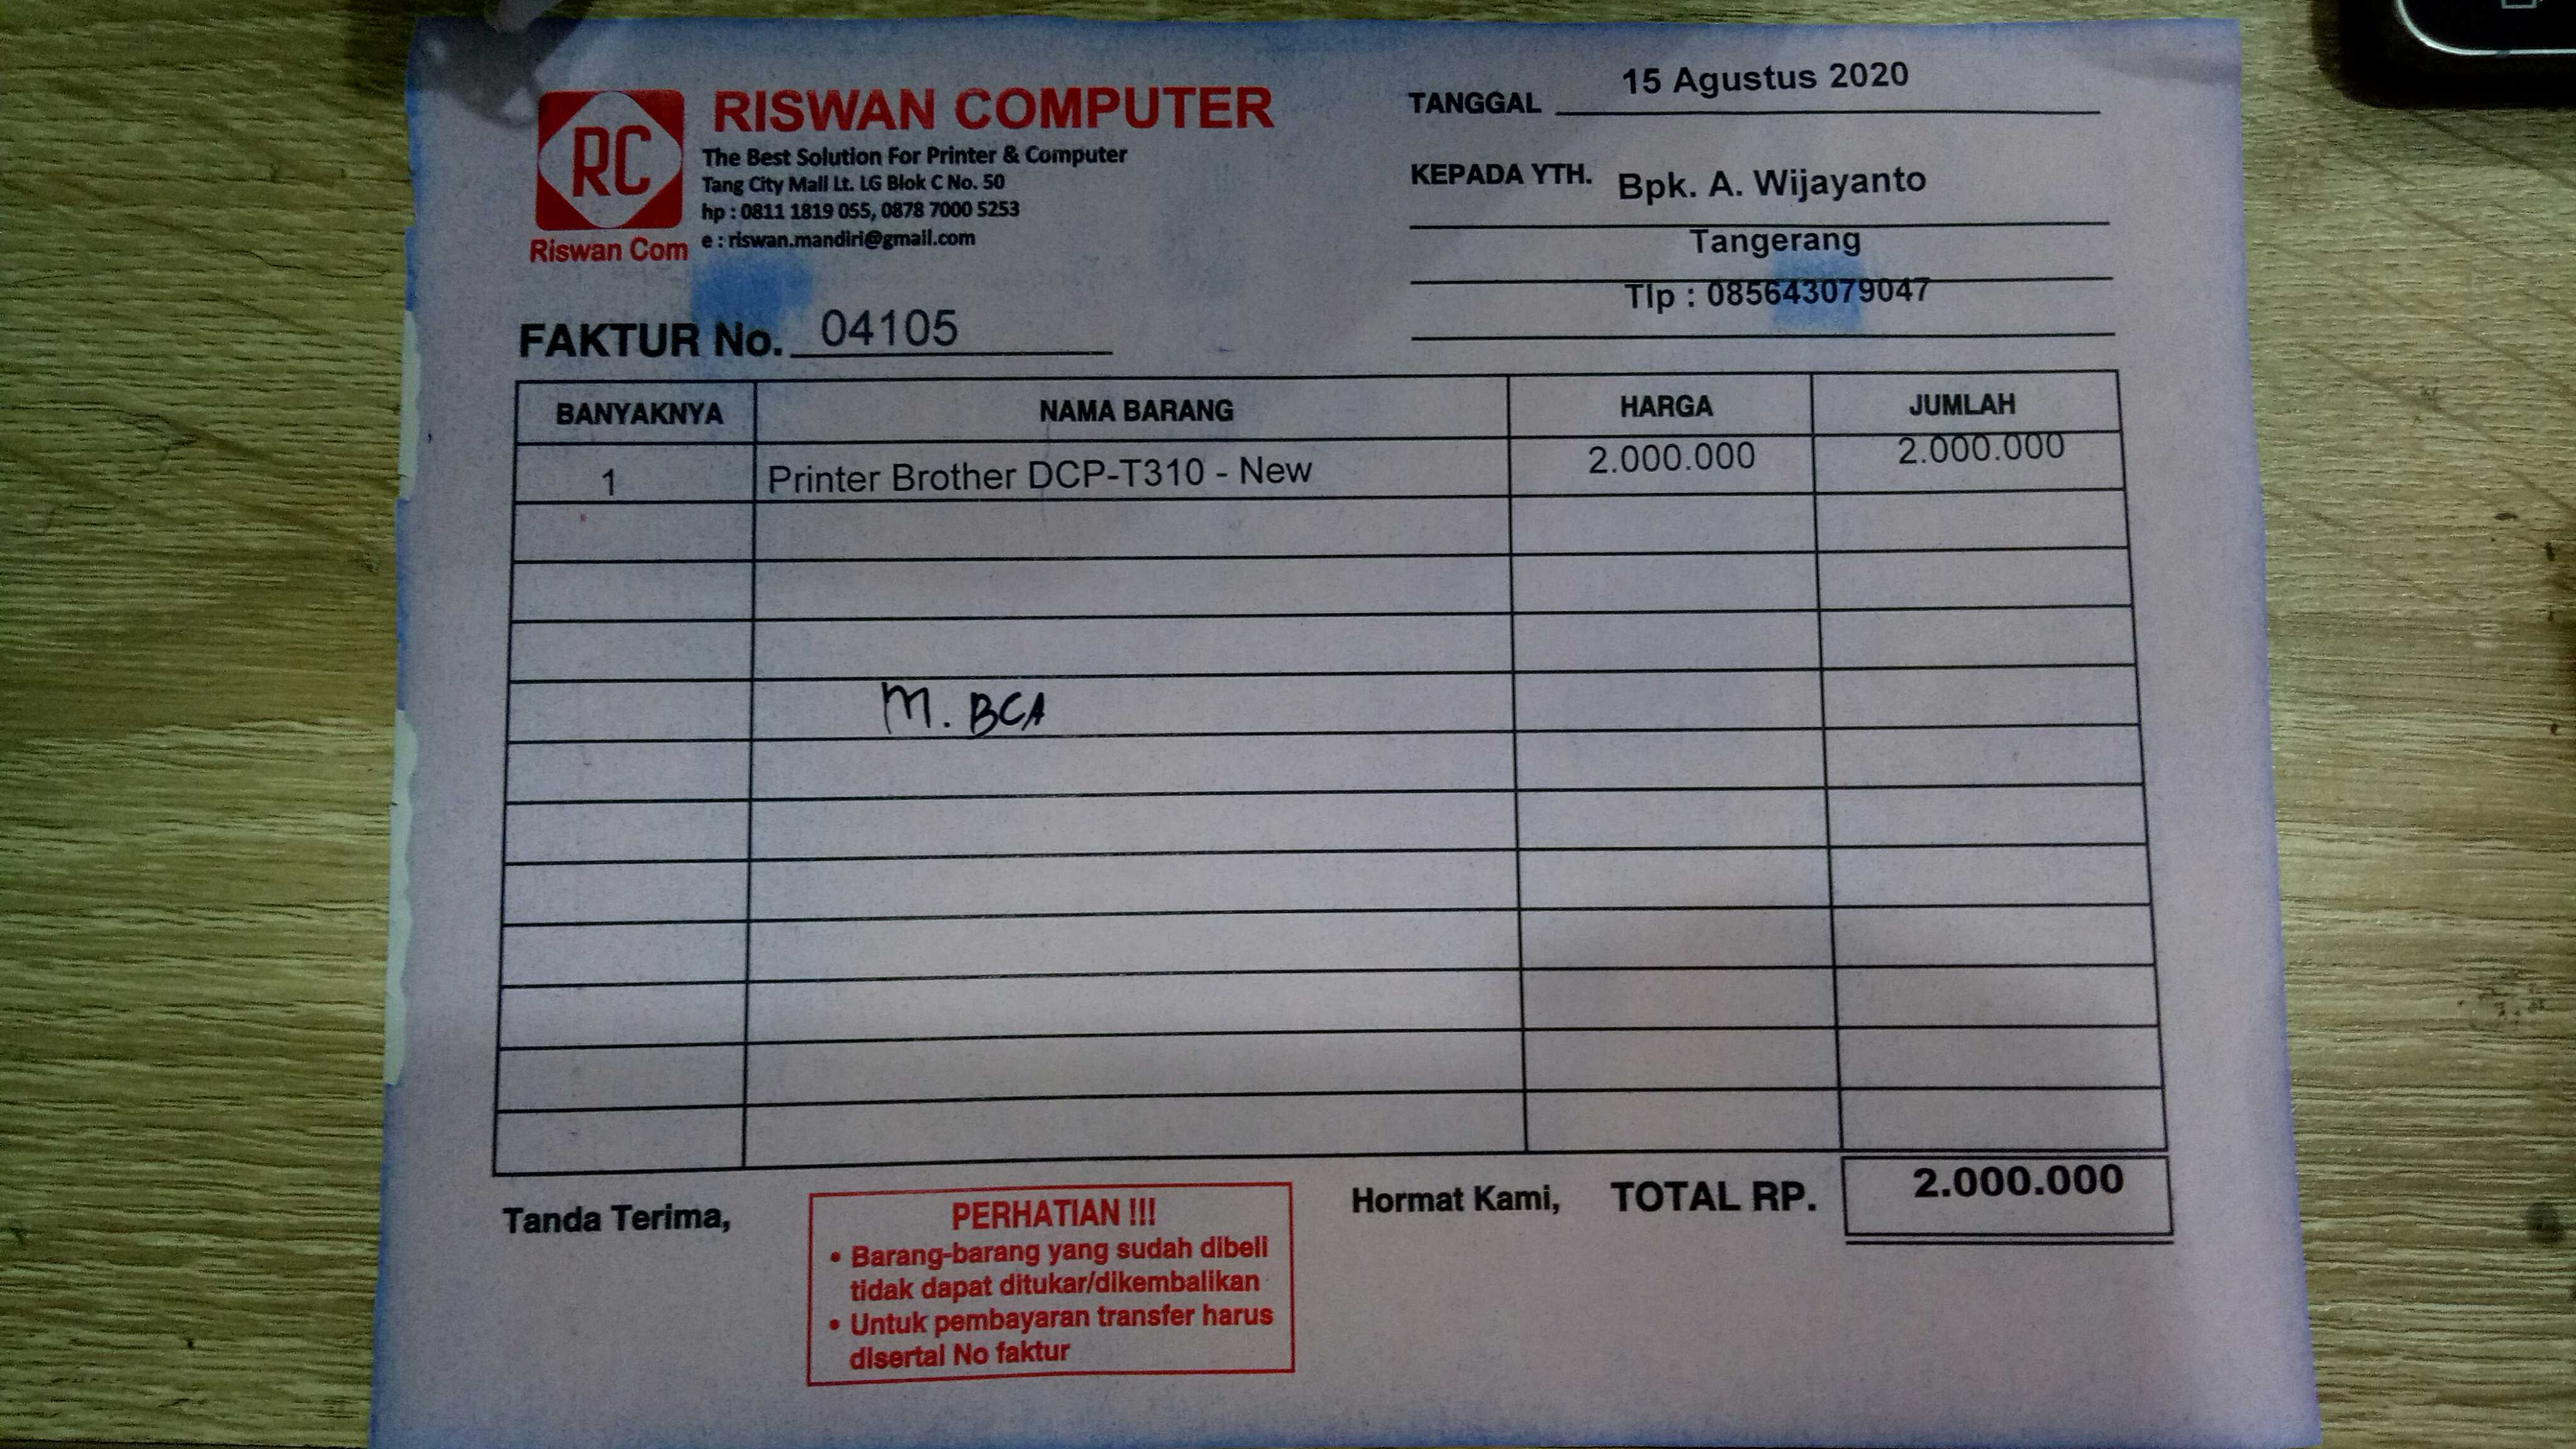 RC
Riswan Com
RISWAN COMPUTER
The Best Solution For Printer & Computer
Tang City Mall Lt. LG Blok C No. 50
hp : 0811 1819 055, 0878 7000 5253
e : riswan.mandiri@gmail.com
TANGGAL 15 Agustus 2020
KEPADA YTH. Bpk. A. Wijayanto
Tangerang
Tlp : 085643079047
FAKTUR No. 04105
BANYAKNYA NAMA BARANG HARGA JUMLAH
1 Printer Brother DCP-T310 - New 2.000.000 2.000.000
M. BCA
Tanda Terima,
Hormat Kami, TOTAL RP. 2.000.000
PERHATIAN !!!
• Barang-barang yang sudah dibeli
tidak dapat ditukar/dikembalikan
• Untuk pembayaran transfer harus
disertai No faktur